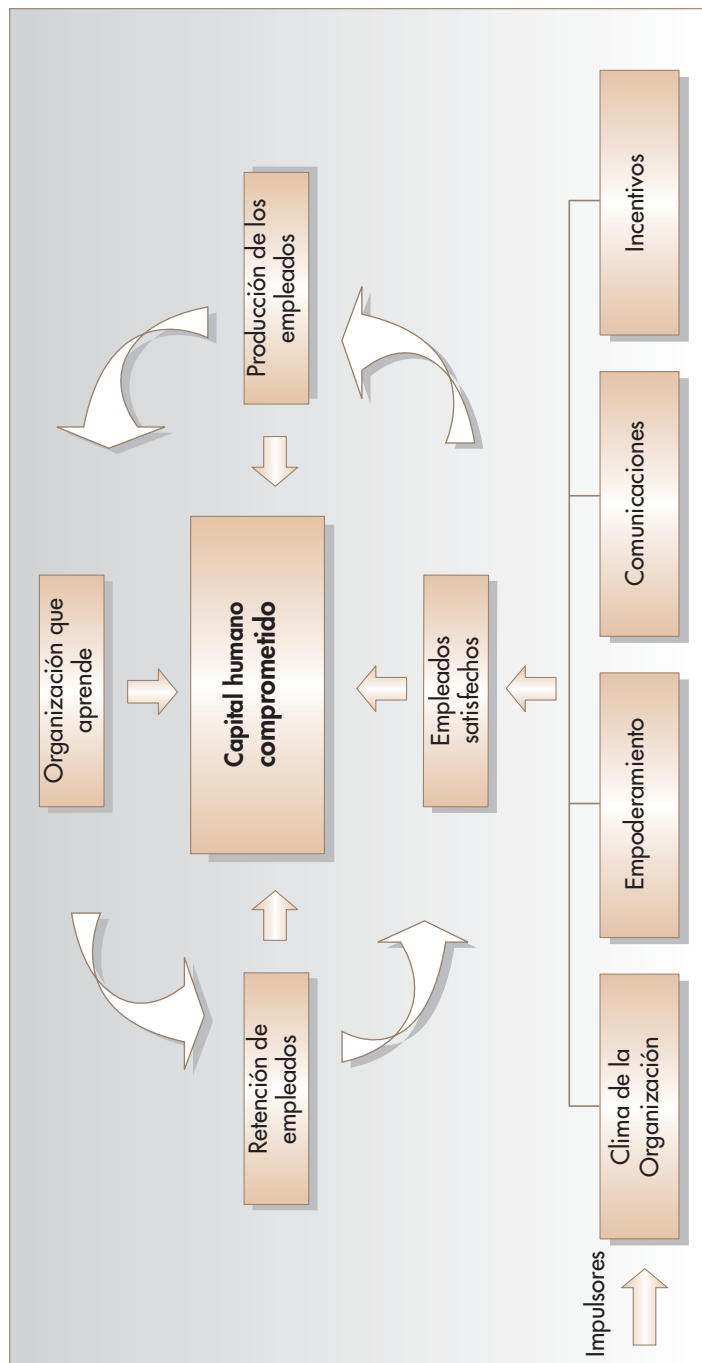 Organización que
aprende
Retención de
empleados
Capital humano
comprometido
Producción de los
empleados
Empleados
satisfechos
Impulsores
Clima de la
Organización
Empoderamiento
Comunicaciones
Incentivos